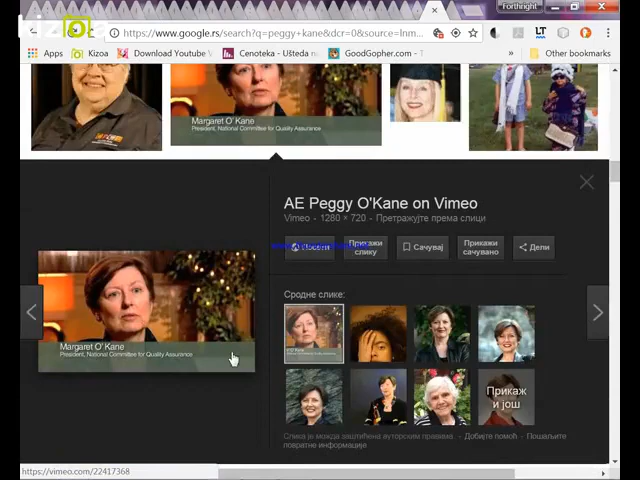 Forthright
kizoa
https://www.google.rs/search?q=peggy+kane&dcr=0&source=lnm...
Apps
Kizoa
Download Youtube
Cenoteka - Ušteda n
GoodGopher.com - T
»
Other bookmarks
Margaret O' Kane
President, National Committee for Quality Assurance
AE Peggy O'Kane on Vimeo
Vimeo - 1280 × 720 - Претражујте према слици
Посети
Прикажи слику
Сачувај
Прикажи сачувано
Дели
Сродне слике:
Margaret O' Kane
President, National Committee for Quality Assurance
Прикаж и још
Слика је можда заштићена ауторским правима. - Добијте помоћ - Пошаљите
повратне информације
https://vimeo.com/22417368